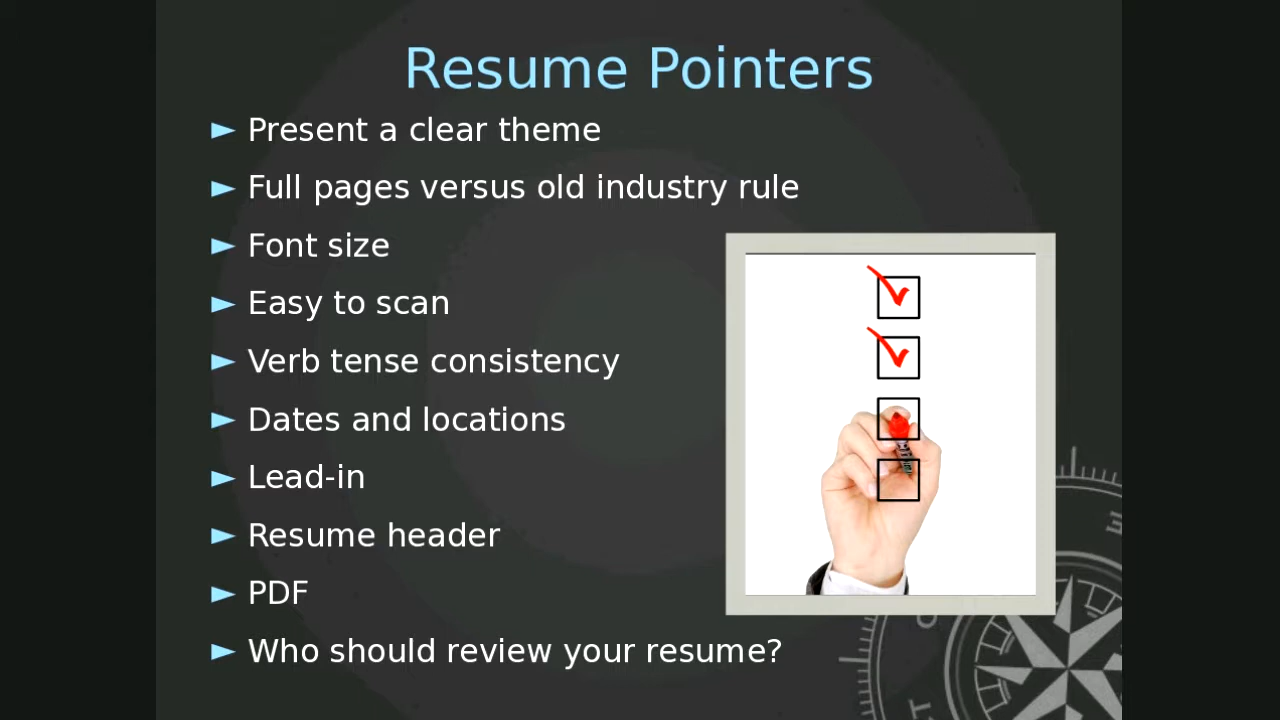 Resume Pointers
► Present a clear theme
► Full pages versus old industry rule
► Font size
► Easy to scan
► Verb tense consistency
► Dates and locations
► Lead-in
► Resume header
► PDF
► Who should review your resume?